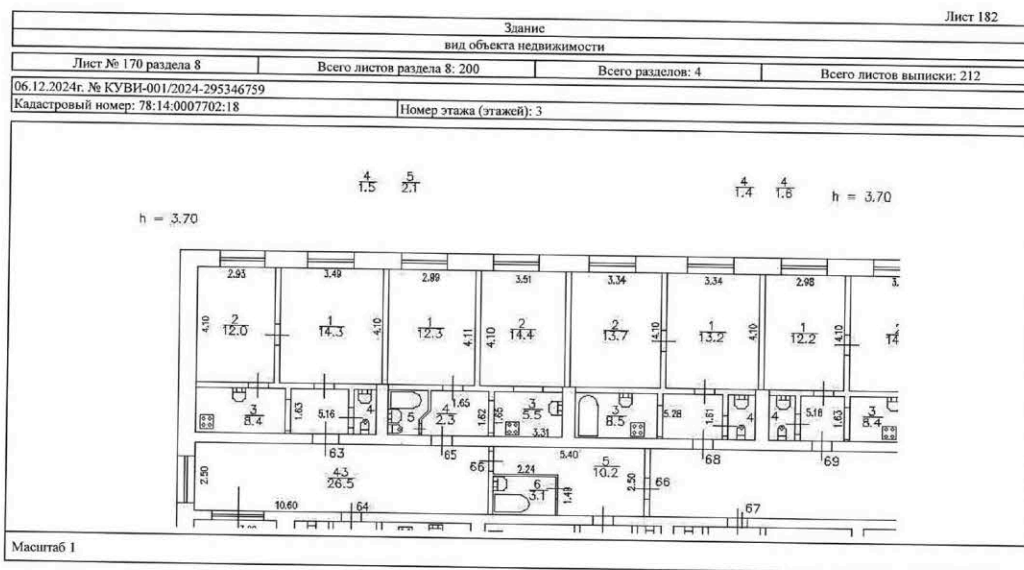 Лист 182
Здание
вид объекта недвижимости
Лист № 170 раздела 8 Всего листов раздела 8: 200 Всего разделов: 4 Всего листов выписки: 212
06.12.2024г. № КУВИ-001/2024-295346759
Кадастровый номер: 78:14:0007702:18 Номер этажа (этажей): 3
4 5 4 4
1.5 2.1 1.4 1.6
h = 3.70
h = 3.70
2.93 3.49 2.89 3.51 3.34 3.34 2.98
4.10 4.10 4.11 4.10 4.10 4.10 4.10
2 1 1 2 2 1 1
12.0 14.3 12.3 14.4 13.7 13.2 12.2 14
3 1.63 5.16 4 5 1.65 4 1.62 1.65 3 3 5.28 1.61 4 4 5.18 1.63 3
8.4 2.3 5.5 8.5 8.4
3.31
63 65 68 69
43 66 5.40 5
26.5 10.2
2.50 2.24 6 1.49 2.50 66
3.1
10.60 64 67
Масштаб 1